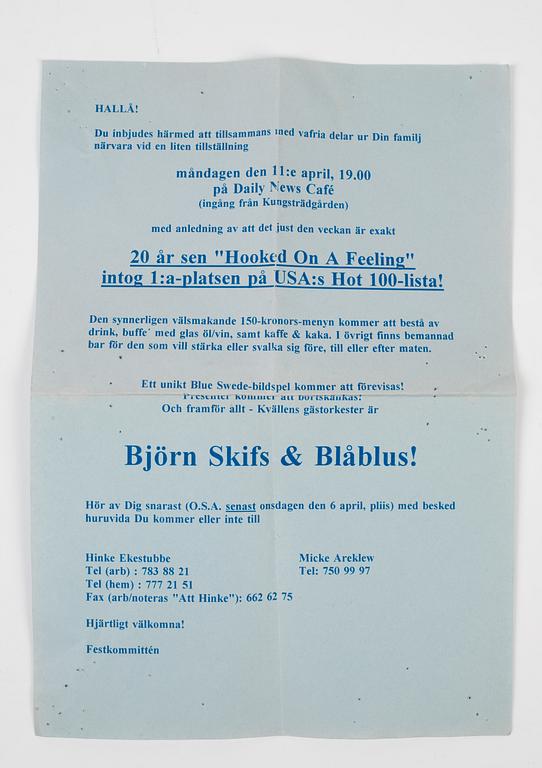 HALLÅ!
Du inbjudes härmed att tillsammans med vafria delar ur Din familj
närvara vid en liten tillställning
måndagen den 11:e april, 19.00
på Daily News Café
(ingång från Kungsträdgården)
med anledning av att det just den veckan är exakt
20 år sen "Hooked On A Feeling"
intog 1:a-platsen på USA:s Hot 100-lista!
Den synnerligen välsmakande 150-kronors-menyn kommer att bestå av
drink, buffe´ med glas öl/vin, samt kaffe & kaka. I övrigt finns bemannad
bar för den som vill stärka eller svalka sig före, till eller efter maten.
Ett unikt Blue Swede-bildspel kommer att förevisas!
Presenter kommer att bortskänkas!
Och framför allt - Kvällens gästorkester är
Björn Skifs & Blåblus!
Hör av Dig snarast (O.S.A. senast onsdagen den 6 april, pliis) med besked
huruvida Du kommer eller inte till
Hinke Ekestubbe
Tel (arb) : 783 88 21
Tel (hem) : 777 21 51
Fax (arb/noteras "Att Hinke"): 662 62 75
Micke Areklew
Tel: 750 99 97
Hjärtligt välkomna!
Festkommittén